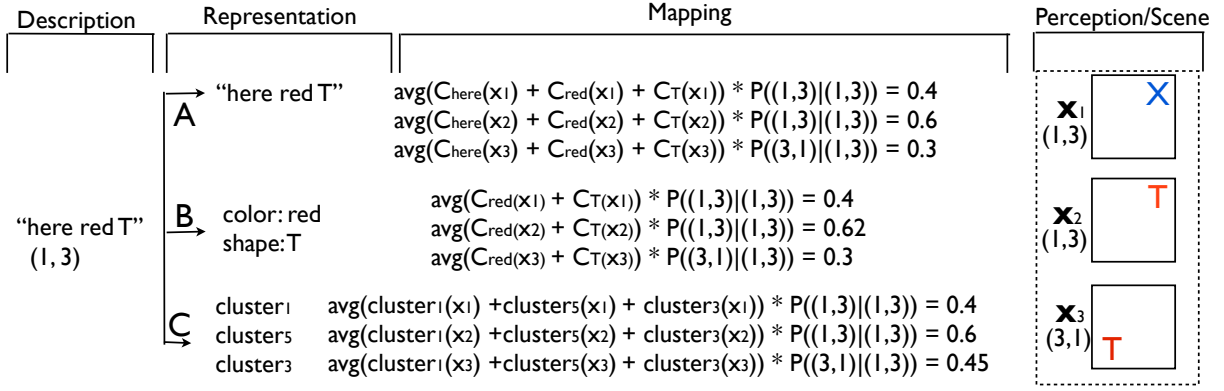 Description Representation Mapping Perception/Scene
A "here red T" avg(Chere(x1) + Cred(x1) + CT(x1)) * P((1,3)|(1,3)) = 0.4
avg(Chere(x2) + Cred(x2) + CT(x2)) * P((1,3)|(1,3)) = 0.6
avg(Chere(x3) + Cred(x3) + CT(x3)) * P((3,1)|(1,3)) = 0.3
"here red T"
(1, 3)
B color: red
shape:T
avg(Cred(x1) + CT(x1)) * P((1,3)|(1,3)) = 0.4
avg(Cred(x2) + CT(x2)) * P((1,3)|(1,3)) = 0.62
avg(Cred(x3) + CT(x3)) * P((3,1)|(1,3)) = 0.3
C cluster1 avg(cluster1(x1) +cluster5(x1) + cluster3(x1)) * P((1,3)|(1,3)) = 0.4
cluster5 avg(cluster1(x2) +cluster5(x2) + cluster3(x2)) * P((1,3)|(1,3)) = 0.6
cluster3 avg(cluster1(x3) +cluster5(x3) + cluster3(x3)) * P((3,1)|(1,3)) = 0.45
x1 X
(1,3)
x2 T
(1,3)
x3
(3,1) T